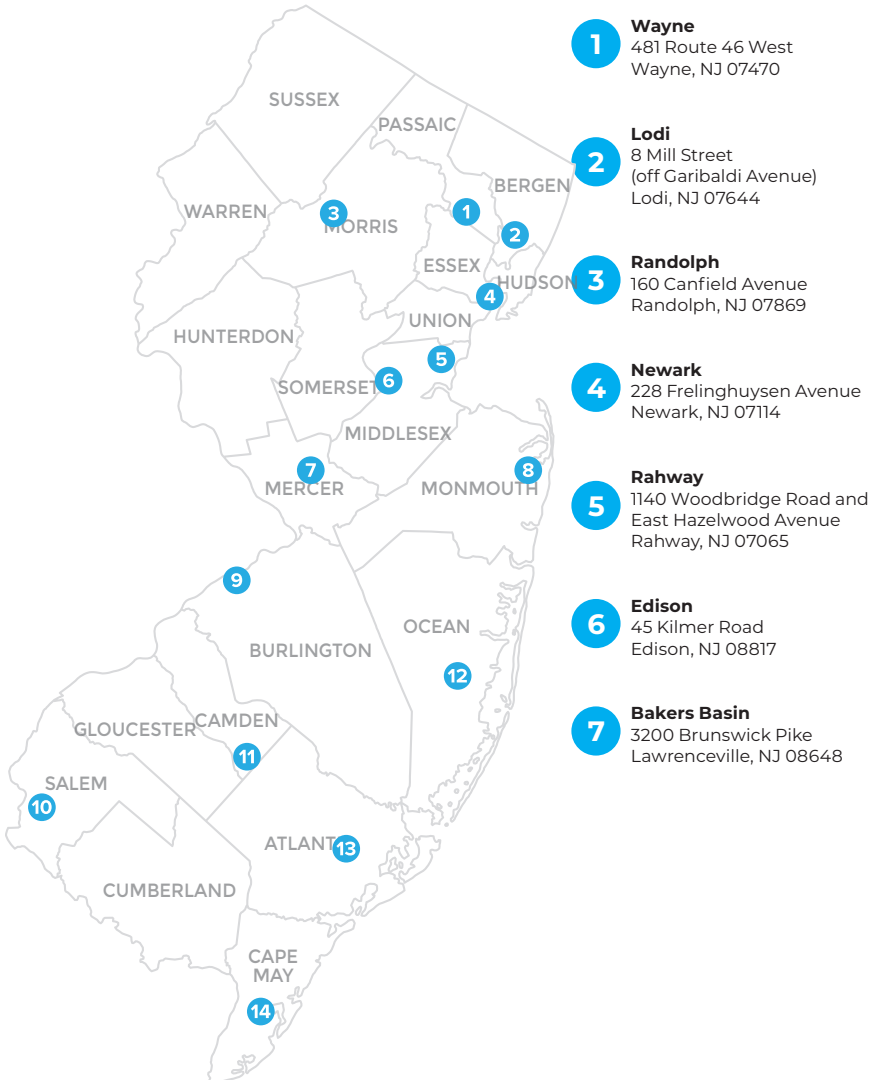 SUSSEX
PASSAIC
BERGEN
WARREN
3
MORRIS
1
2
ESSEX
HUDSON
4
UNION
HUNTERDON
5
6
SOMERSET
MIDDLESEX
7
MERCER
8
MONMOUTH
9
OCEAN
BURLINGTON
12
CAMDEN
GLOUCESTER
11
SALEM
10
ATLANT
13
CUMBERLAND
CAPE
MAY
14
1
Wayne
481 Route 46 West
Wayne, NJ 07470
2
Lodi
8 Mill Street
(off Garibaldi Avenue)
Lodi, NJ 07644
3
Randolph
160 Canfield Avenue
Randolph, NJ 07869
4
Newark
228 Frelinghuysen Avenue
Newark, NJ 07114
5
Rahway
1140 Woodbridge Road and
East Hazelwood Avenue
Rahway, NJ 07065
6
Edison
45 Kilmer Road
Edison, NJ 08817
7
Bakers Basin
3200 Brunswick Pike
Lawrenceville, NJ 08648